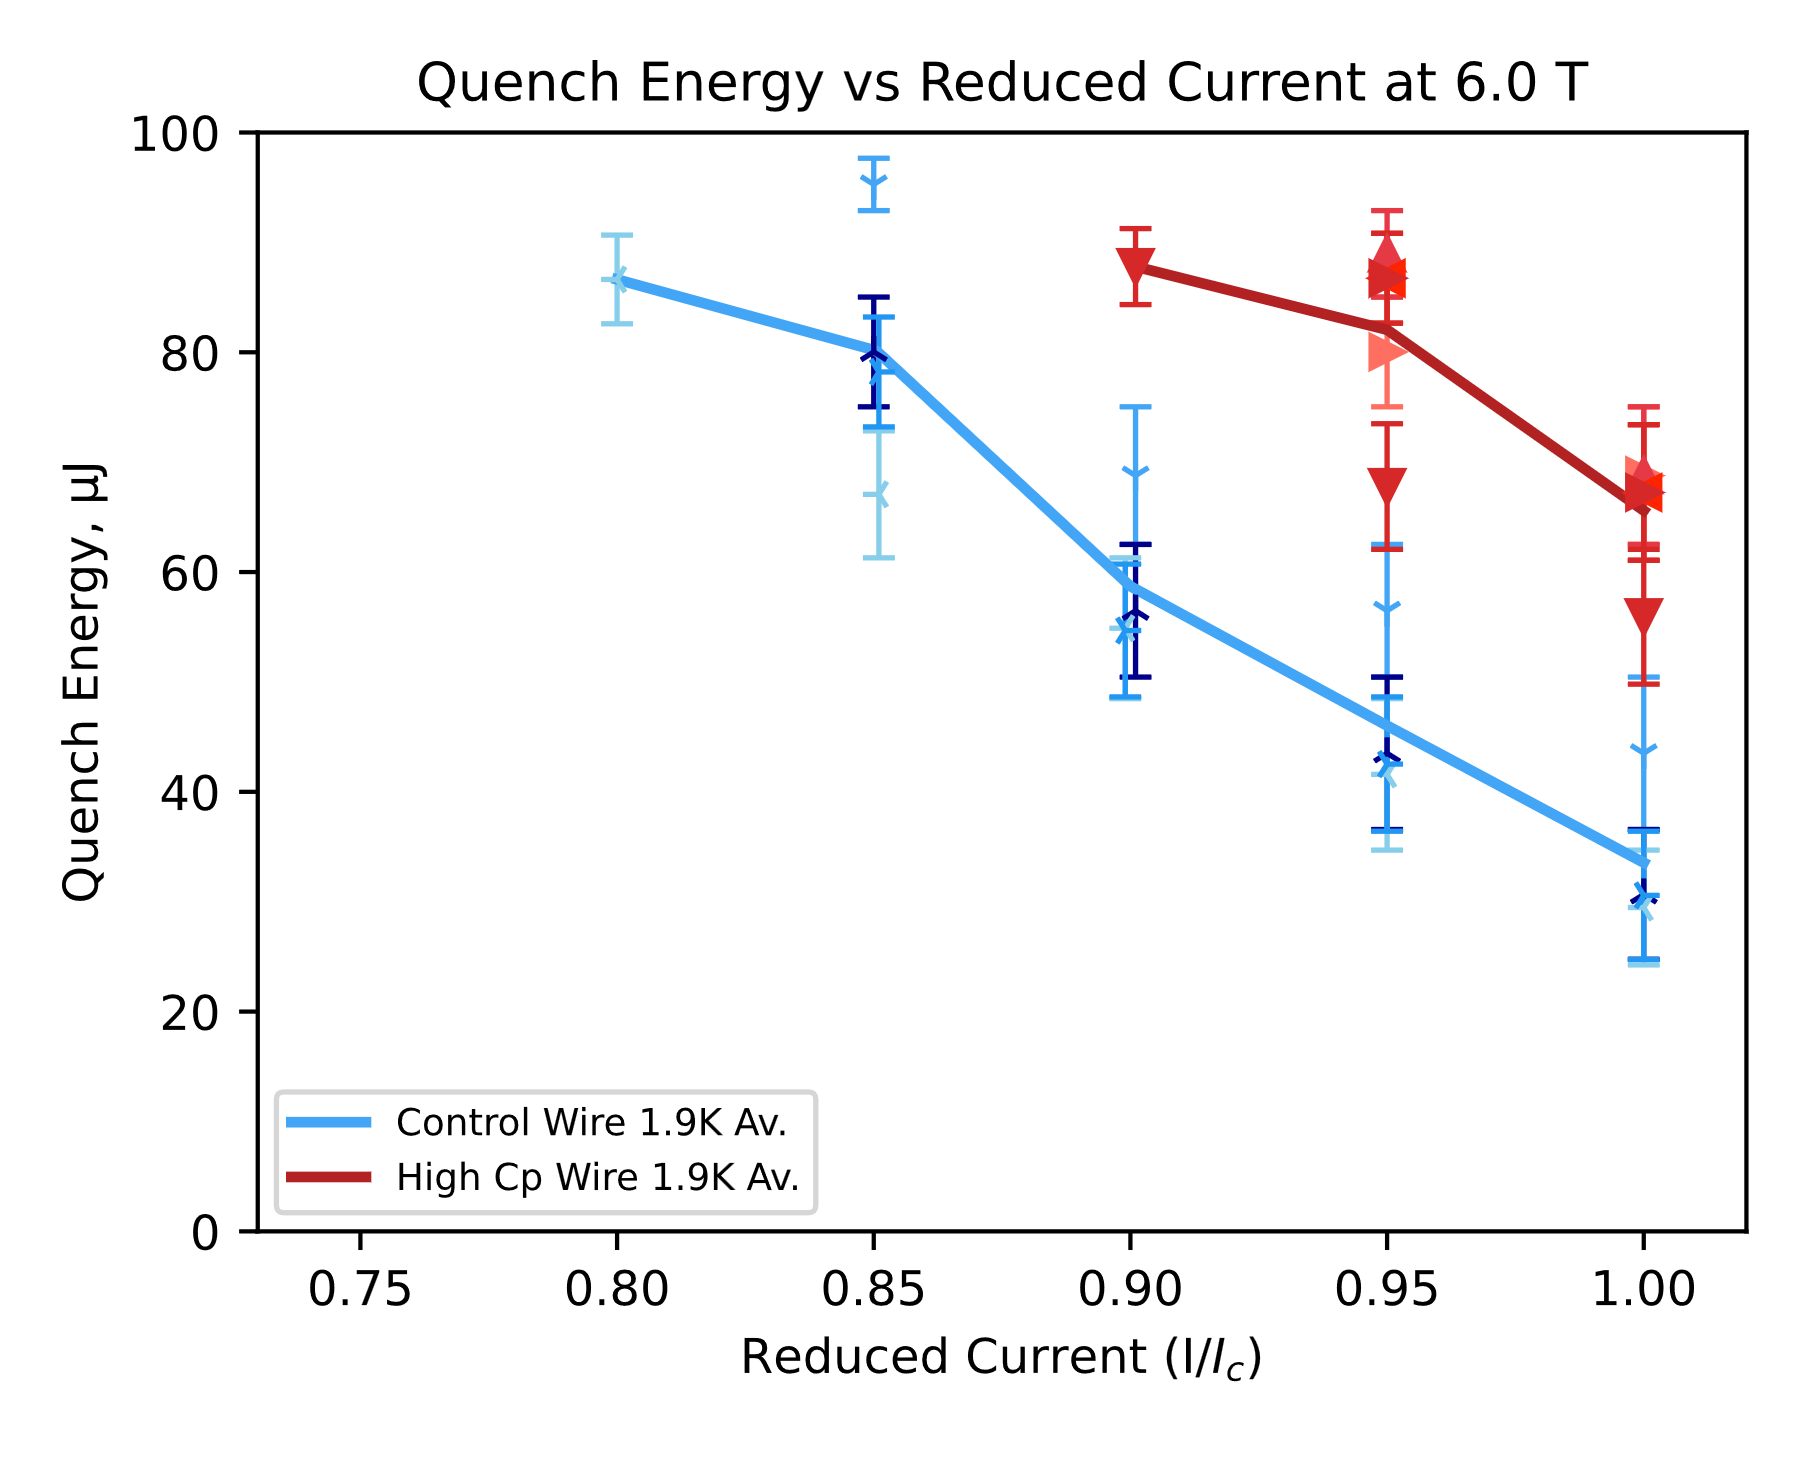 Quench Energy vs Reduced Current at 6.0 T
100
80
60
40
20
0
Quench Energy, μJ
Control Wire 1.9K Av.
High Cp Wire 1.9K Av.
0.75 0.80 0.85 0.90 0.95 1.00
Reduced Current (I/I_c)